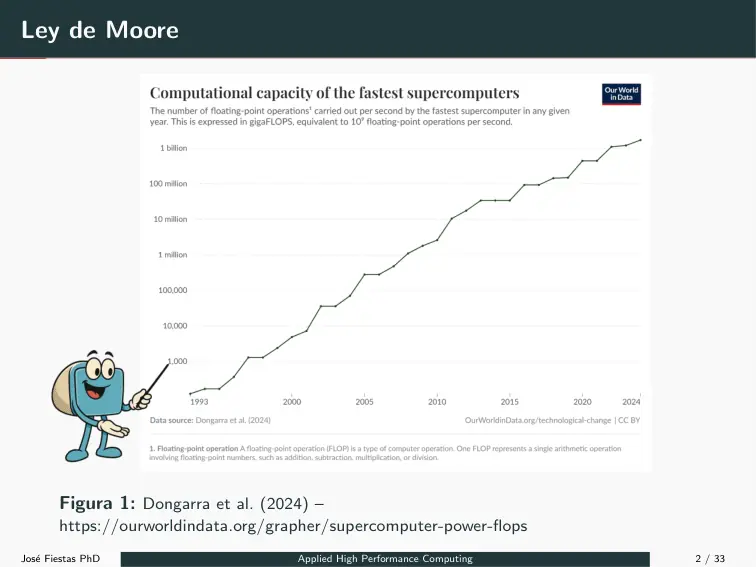 Ley de Moore
Computational capacity of the fastest supercomputers
Our World
in Data
The number of floating-point operations¹ carried out per second by the fastest supercomputer in any given
year. This is expressed in gigaFLOPS, equivalent to 10⁹ floating-point operations per second.
1 billion
100 million
10 million
1 million
100,000
10,000
1,000
1993
2000
2005
2010
2015
2020
2024
Data source: Dongarra et al. (2024)
OurWorldinData.org/technological-change | CC BY
1. Floating-point operation A floating-point operation (FLOP) is a type of computer operation. One FLOP represents a single arithmetic operation
involving floating-point numbers, such as addition, subtraction, multiplication, or division.
Figura 1: Dongarra et al. (2024) –
https://ourworldindata.org/grapher/supercomputer-power-flops
José Fiestas PhD
Applied High Performance Computing
2 / 33